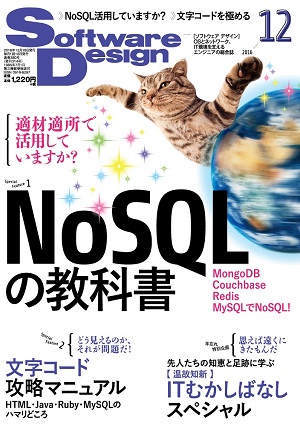 》NoSQL活用していますか? 》文字コードを極める
Software
Design
[ソフトウェア デザイン]
OSとネットワーク、
IT環境を支える
エンジニアの総合誌
2016
12
1,220円
適材適所で
活用して
いますか?
Special
Feature 1
NoSQL
の教科書
MongoDB
Couchbase
Redis
MySQLでNoSQL!
Special
Feature 2
どう見えるのか、
それが問題だ!
文字コード
攻略マニュアル
HTML・Java・Ruby・MySQLの
ハマりどころ
年末
特別企画
思えば遠くに
きたもんだ
先人たちの知恵と足跡に学ぶ
【温故知新】
ITむかしばなし
スペシャル